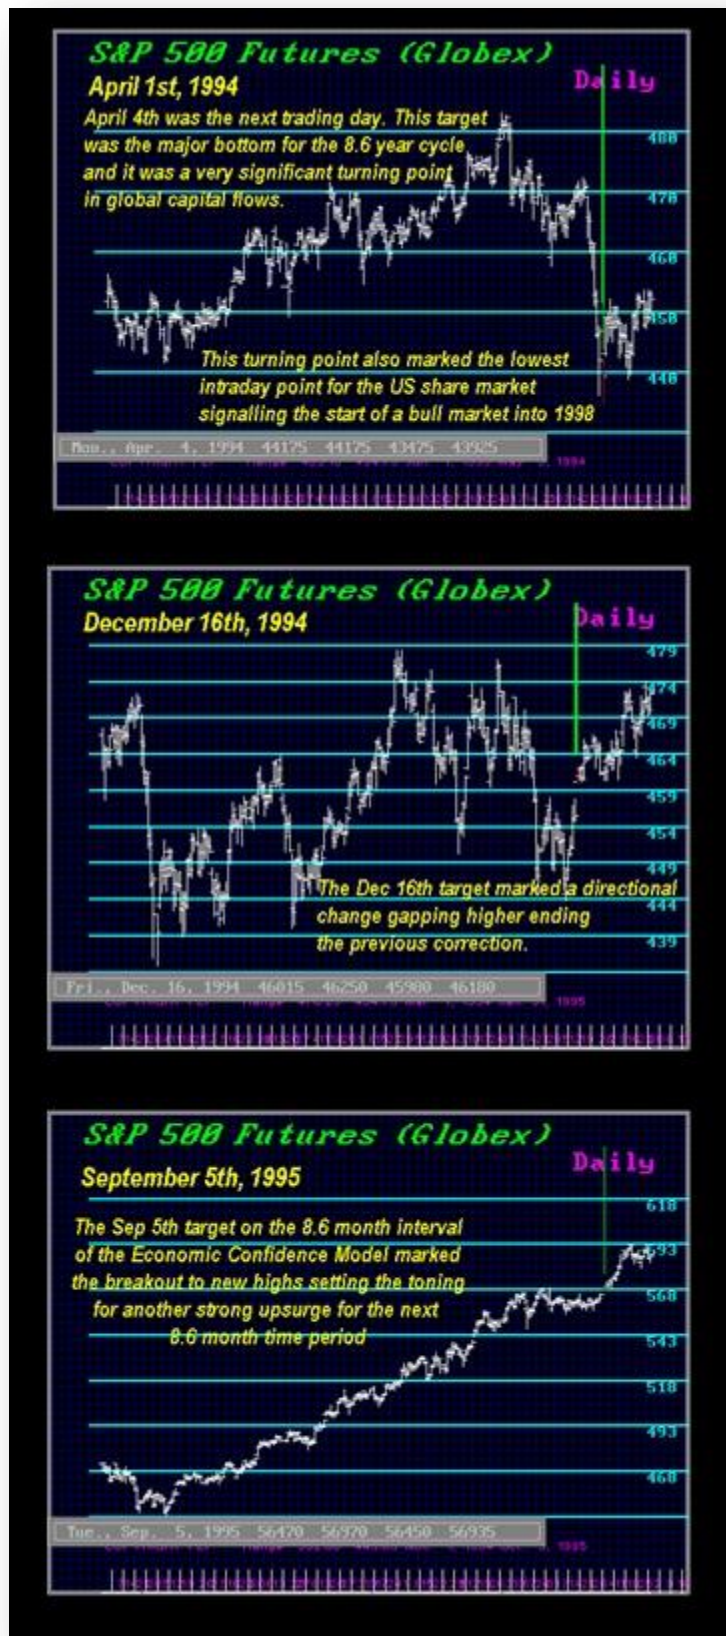 S&P 500 Futures (Globex)
Daily
April 1st, 1994
April 4th was the next trading day. This target
was the major bottom for the 8.6 year cycle
and it was a very significant turning point
in global capital flows.
480
470
460
450
440
This turning point also marked the lowest
intraday point for the US share market
signalling the start of a bull market into 1998
Mon., Apr. 4, 1994 44175 44175 43475 43925
S&P 500 Futures (Globex)
Daily
December 16th, 1994
479
474
469
464
459
454
449
444
439
The Dec 16th target marked a directional
change gapping higher ending
the previous correction.
Fri., Dec. 16, 1994 46015 46250 45980 46180
1995
S&P 500 Futures (Globex)
Daily
September 5th, 1995
618
593
568
543
518
493
468
The Sep 5th target on the 8.6 month interval
of the Economic Confidence Model marked
the breakout to new highs setting the toning
for another strong upsurge for the next
8.6 month time period
Tue., Sep. 5, 1995 56470 56970 56450 56935
1995